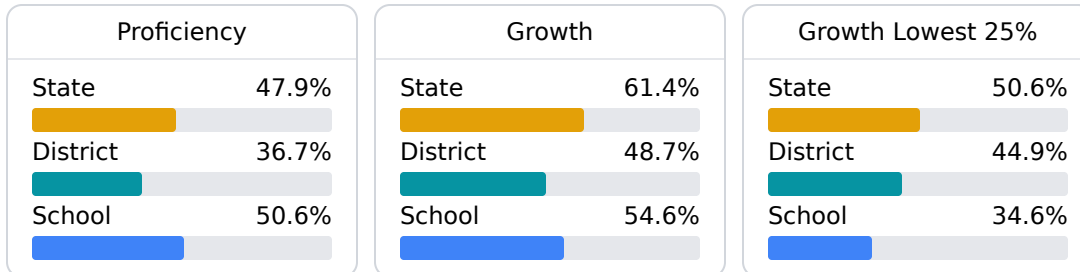 Proficiency
State 47.9%
District 36.7%
School 50.6%
Growth
State 61.4%
District 48.7%
School 54.6%
Growth Lowest 25%
State 50.6%
District 44.9%
School 34.6%